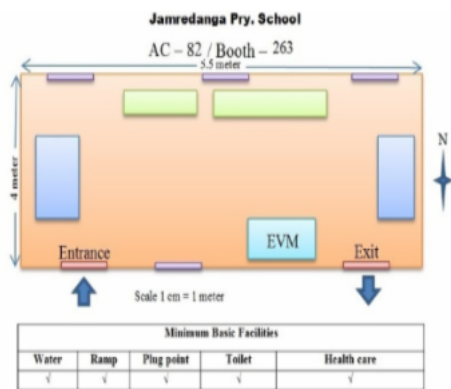 Jamredanga Pry. School
AC – 82 / Booth – 263
5.5 meter
4 meter
N
EVM
Entrance
Exit
Scale 1 cm = 1 meter
Minimum Basic Facilities
Water Ramp Plug point Toilet Health care
√ √ √ √ √